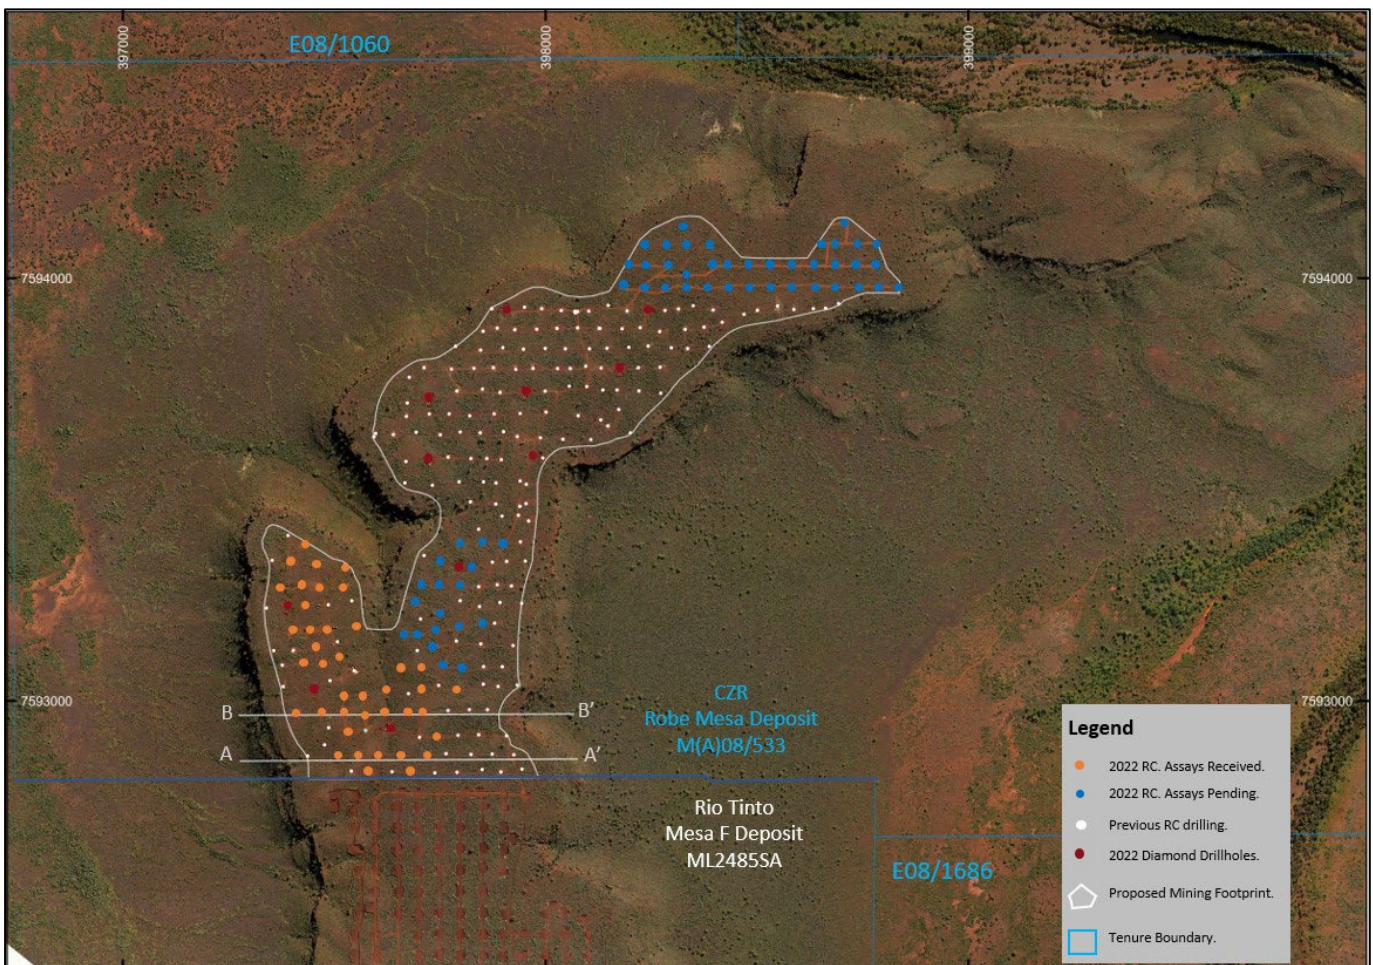 E08/1060
397000
398000
399000
7594000
7594000
7593000
7593000
B
B'
A
A'
CZR
Robe Mesa Deposit
M(A)08/533
Rio Tinto
Mesa F Deposit
ML2485SA
E08/1686
Legend
2022 RC. Assays Received.
2022 RC. Assays Pending.
Previous RC drilling.
2022 Diamond Drillholes.
Proposed Mining Footprint.
Tenure Boundary.